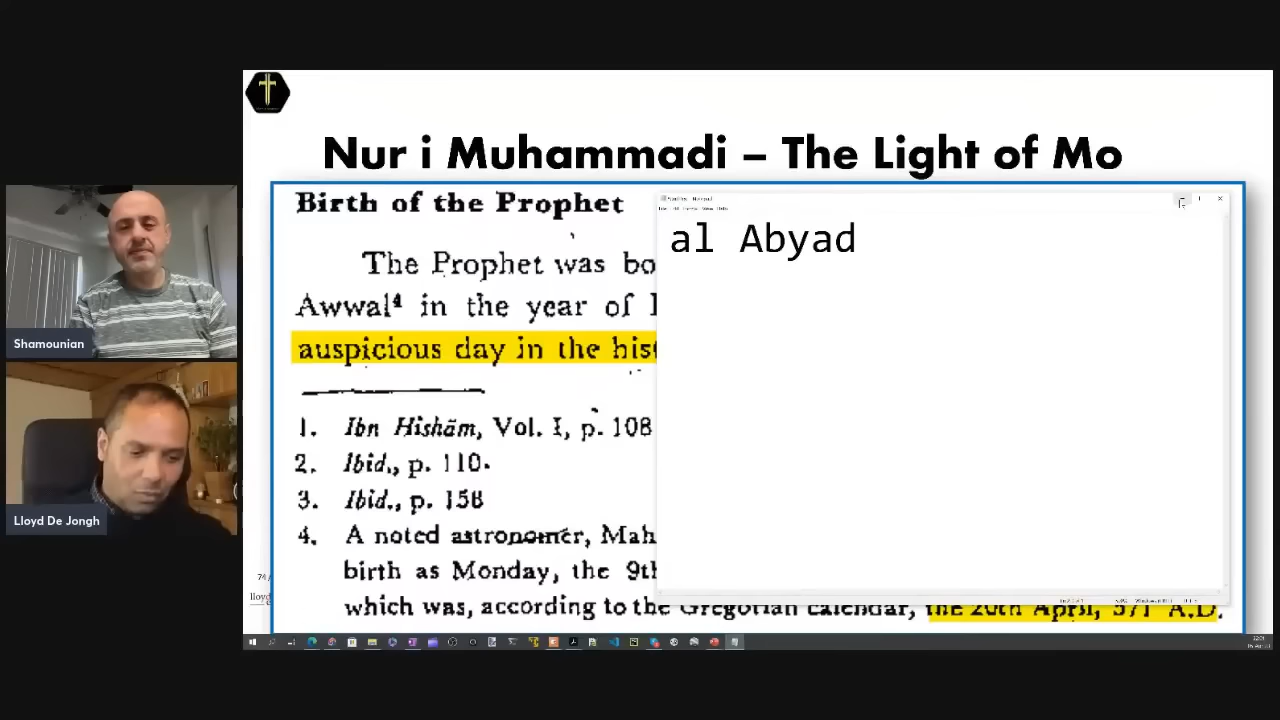 Nur i Muhammadi – The Light of Mo
Birth of the Prophet
The Prophet was bo
Awwal⁴ in the year of
auspicious day in the his
1. Ibn Hishām, Vol. I, p. 108
2. Ibid., p. 110.
3. Ibid., p. 158
4. A noted astronomer, Mah
birth as Monday, the 9th
which was, according to the Gregorian calendar, the 20th April, 571 A.D.
al Abyad
Shamounian
Lloyd De Jongh
74
lloyd